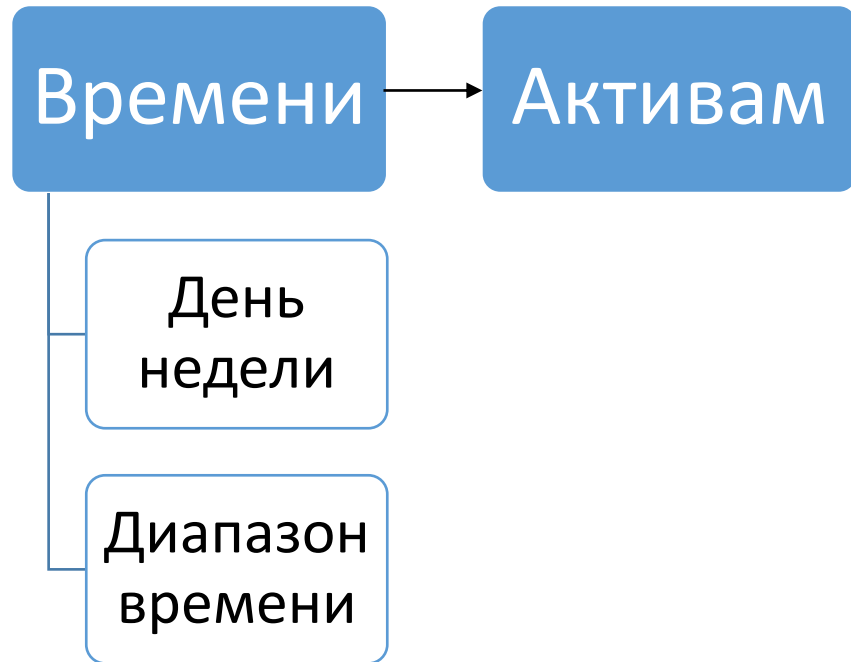 Времени
Активам
День
недели
Диапазон
времени